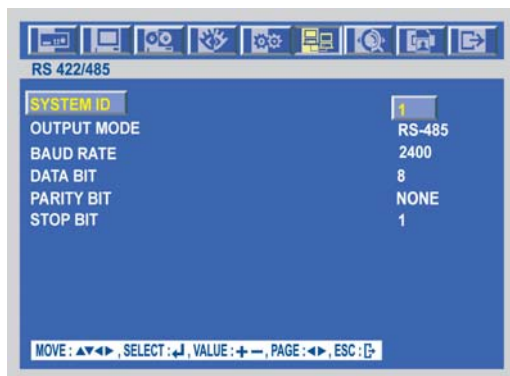 RS 422/485
SYSTEM ID 1
OUTPUT MODE RS-485
BAUD RATE 2400
DATA BIT 8
PARITY BIT NONE
STOP BIT 1
MOVE : ▲▼◄► , SELECT : ↵ , VALUE : + − , PAGE : ◄► , ESC :